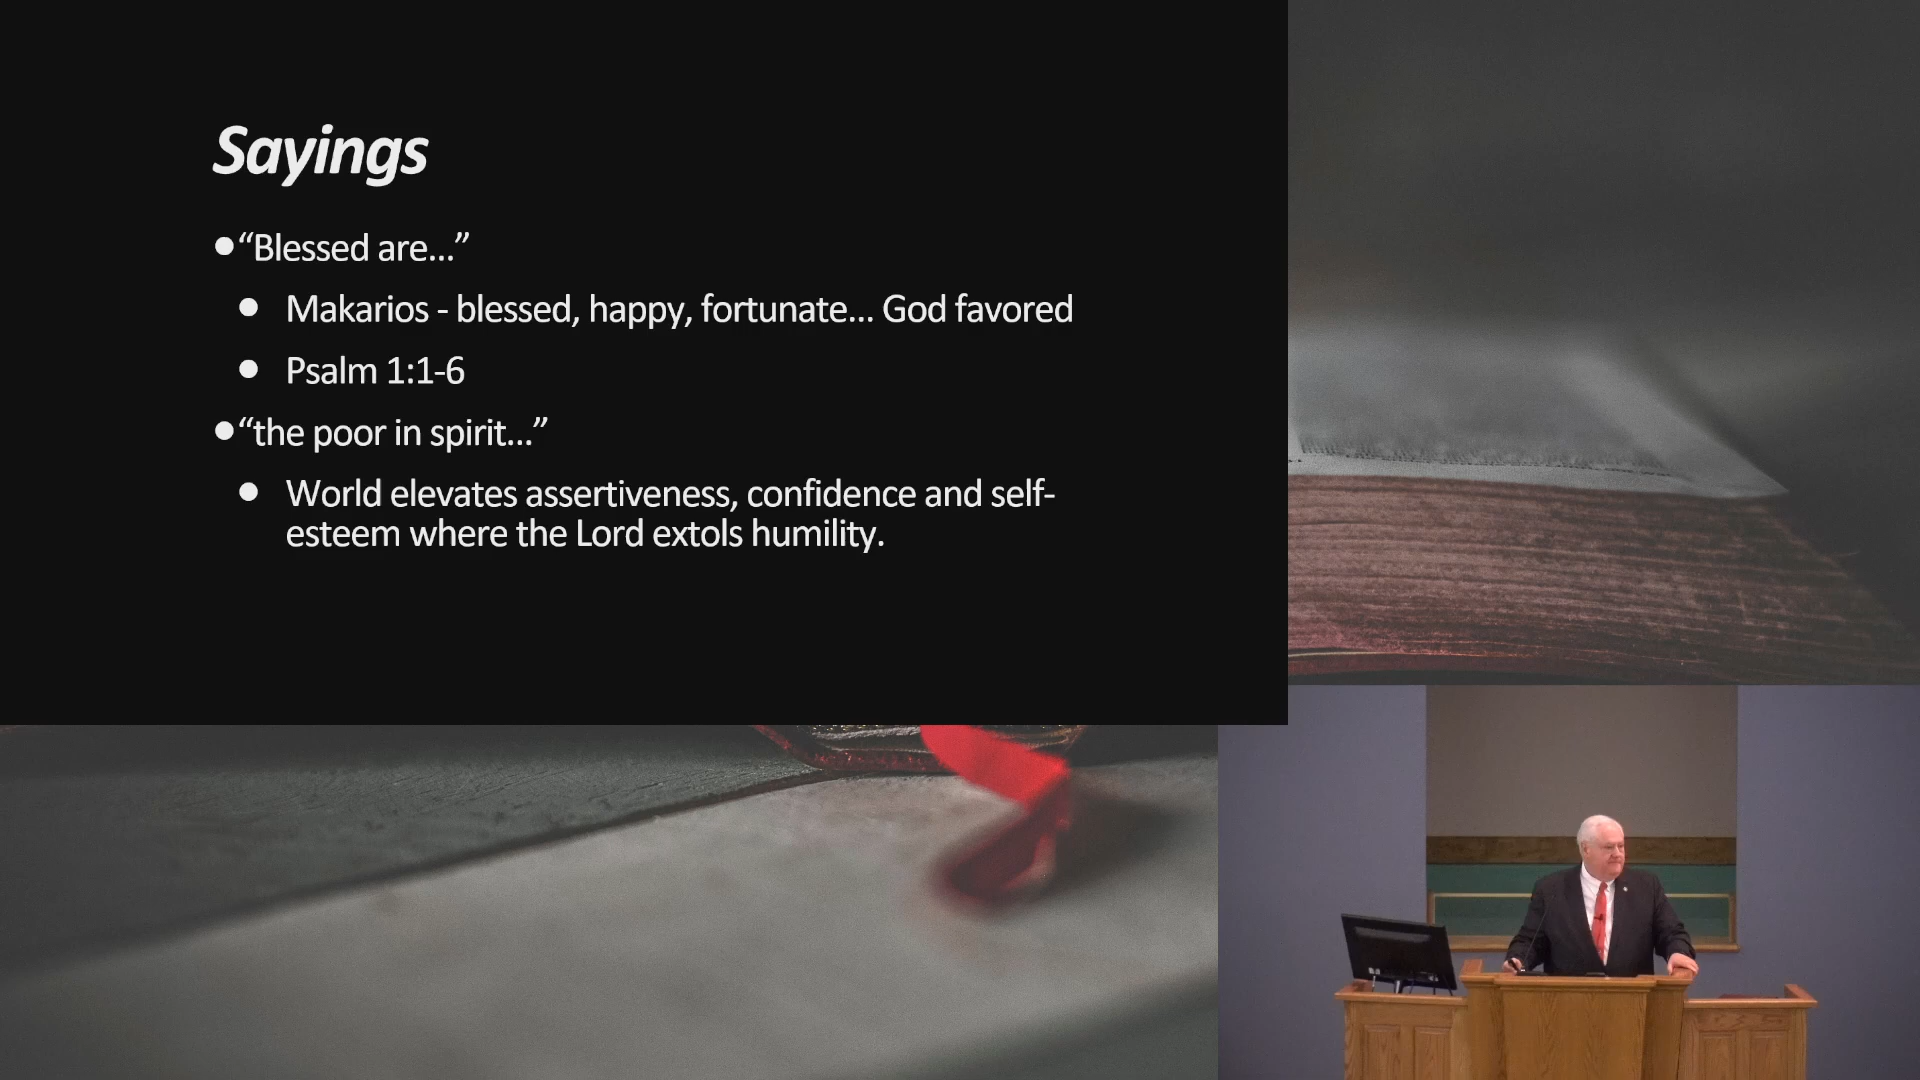 Sayings
●“Blessed are...”
● Makarios - blessed, happy, fortunate... God favored
● Psalm 1:1-6
●“the poor in spirit...”
● World elevates assertiveness, confidence and self-
esteem where the Lord extols humility.